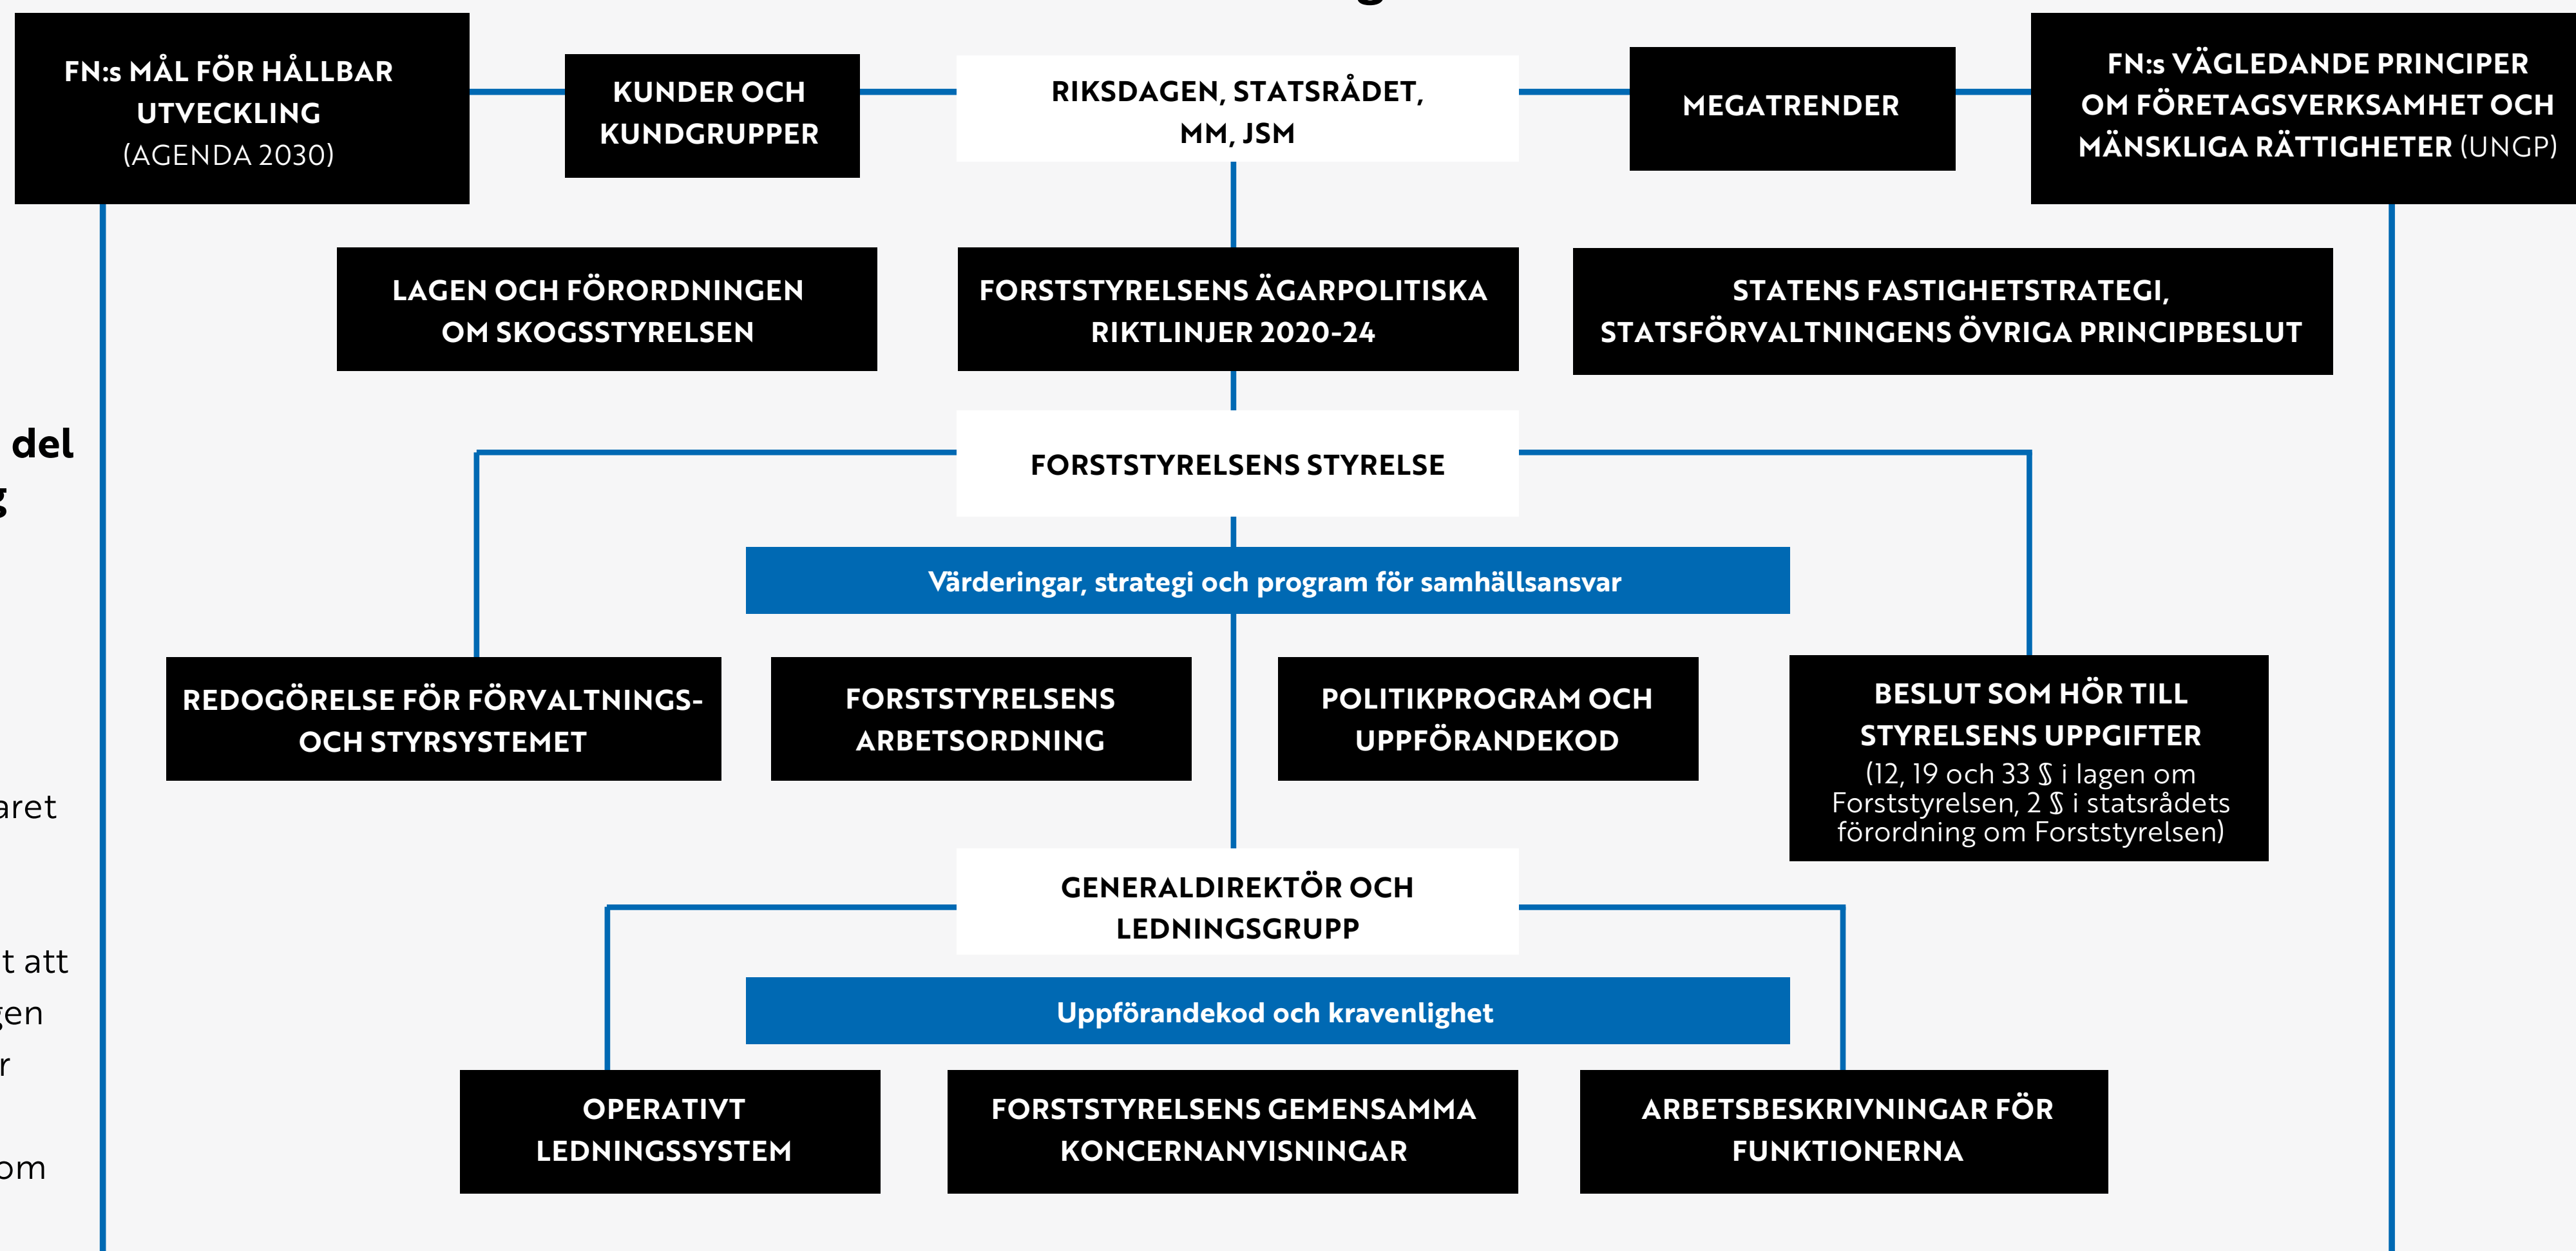 FN:s MÅL FÖR HÅLLBAR
UTVECKLING
(AGENDA 2030)
KUNDER OCH
KUNDGRUPPER
RIKSDAGEN, STATSRÅDET,
MM, JSM
MEGATRENDER
FN:s VÄGLEDANDE PRINCIPER
OM FÖRETAGSVERKSAMHET OCH
MÄNSKLIGA RÄTTIGHETER (UNGP)
LAGEN OCH FÖRORDNINGEN
OM SKOGSSTYRELSEN
FORSTSTYRELSENS ÄGARPOLITISKA
RIKTLINJER 2020-24
STATENS FASTIGHETSTRATEGI,
STATSFÖRVALTNINGENS ÖVRIGA PRINCIPBESLUT
del
FORSTSTYRELSENS STYRELSE
Värderingar, strategi och program för samhällsansvar
REDOGÖRELSE FÖR FÖRVALTNINGS-
OCH STYRSYSTEMET
FORSTSTYRELSENS
ARBETSORDNING
POLITIKPROGRAM OCH
UPPFÖRANDEKOD
BESLUT SOM HÖR TILL
STYRELSENS UPPGIFTER
(12, 19 och 33 § i lagen om
Forststyrelsen, 2 § i statsrådets
förordning om Forststyrelsen)
GENERALDIREKTÖR OCH
LEDNINGSGRUPP
t att
Uppförandekod och kravenlighet
OPERATIVT
LEDNINGSSYSTEM
FORSTSTYRELSENS GEMENSAMMA
KONCERNANVISNINGAR
ARBETSBESKRIVNINGAR FÖR
FUNKTIONERNA